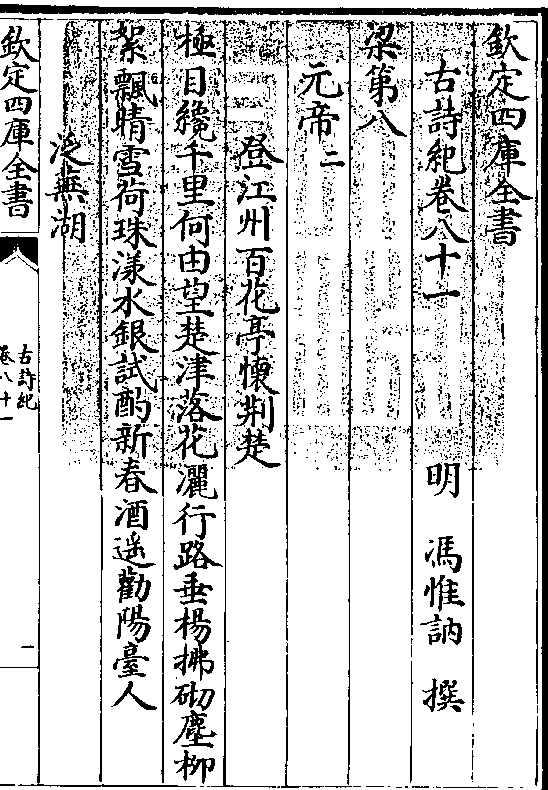 欽定四庫全書
古詩紀卷八十一 明 馮惟訥 撰
梁第八
元帝二
登江州百花亭懷荆楚
極目纔千里何由望楚津落花灑行路垂楊拂砌塵柳
絮飄晴雪荷珠漾水銀試酌新春酒遥勸陽臺人
泛蕪湖
欽定四庫全書
古詩紀
卷八十一
一